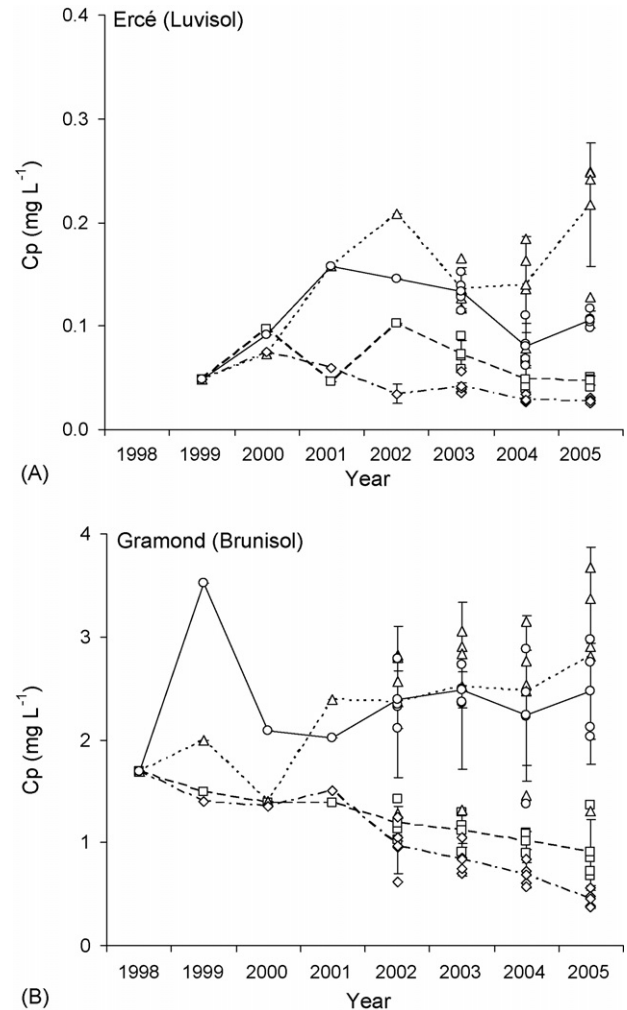 Ercé (Luvisol)
0.4
0.3
0.2
0.1
0.0
Cp (mg L⁻¹)
1998 1999 2000 2001 2002 2003 2004 2005
Year
(A)
Gramond (Brunisol)
4
3
2
1
0
Cp (mg L⁻¹)
1998 1999 2000 2001 2002 2003 2004 2005
Year
(B)